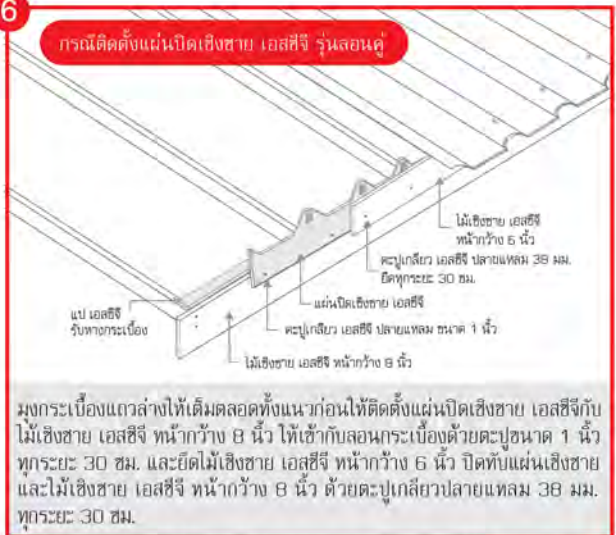 6
กรณีติดตั้งแผ่นปิดเชิงชาย เอสซีจี รุ่นลอนคู่
ไม้เชิงชาย เอสซีจี
หน้ากว้าง 6 นิ้ว
ตะปูเกลียว เอสซีจี ปลายแหลม 38 มม.
ยึดทุกระยะ 30 ซม.
แผ่นปิดเชิงชาย เอสซีจี
แป เอสซีจี
รับหางกระเบื้อง
ตะปูเกลียว เอสซีจี ปลายแหลม ขนาด 1 นิ้ว
ไม้เชิงชาย เอสซีจี หน้ากว้าง 8 นิ้ว
มุงกระเบื้องแถวล่างให้เต็มตลอดทั้งแนวก่อนให้ติดตั้งแผ่นปิดเชิงชาย เอสซีจีกับ
ไม้เชิงชาย เอสซีจี หน้ากว้าง 8 นิ้ว ให้เข้ากับลอนกระเบื้องด้วยตะปูขนาด 1 นิ้ว
ทุกระยะ 30 ซม. และยึดไม้เชิงชาย เอสซีจี หน้ากว้าง 6 นิ้ว ปิดทับแผ่นเชิงชาย
และไม้เชิงชาย เอสซีจี หน้ากว้าง 8 นิ้ว ด้วยตะปูเกลียวปลายแหลม 38 มม.
ทุกระยะ 30 ซม.